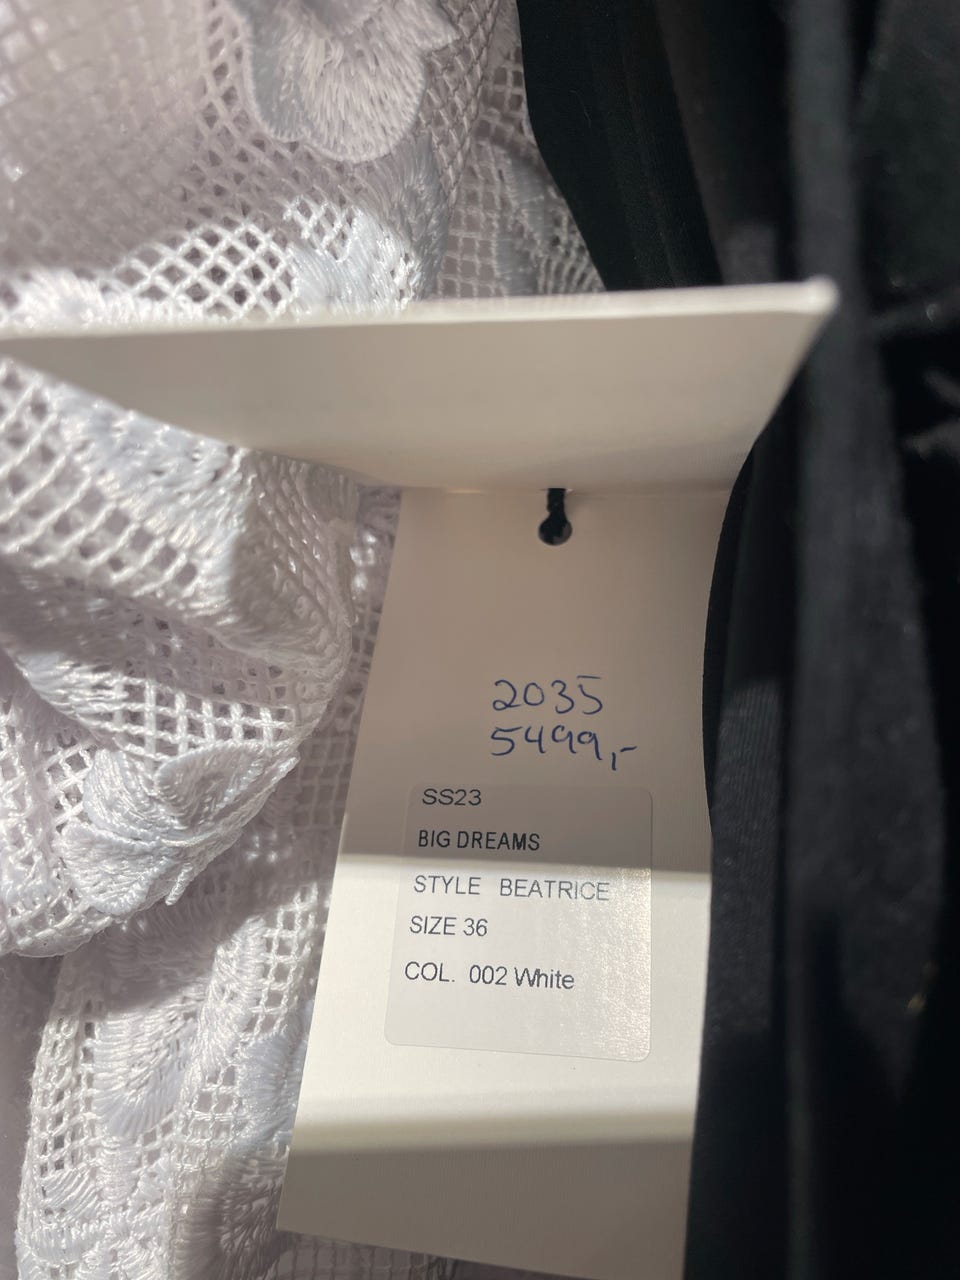 2035
5499,-
SS23
BIG DREAMS
STYLE BEATRICE
SIZE 36
COL. 002 White